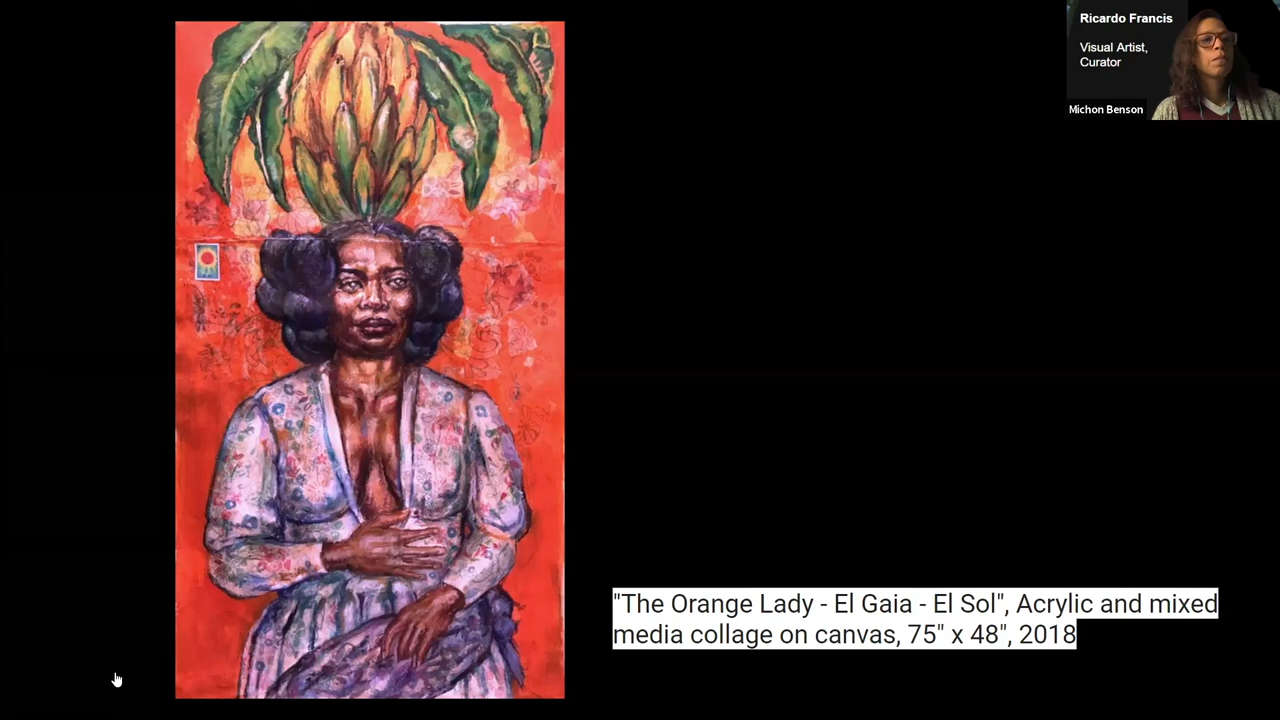 Ricardo Francis
Visual Artist,
Curator
Michon Benson
"The Orange Lady - El Gaia - El Sol", Acrylic and mixed
media collage on canvas, 75" x 48", 2018